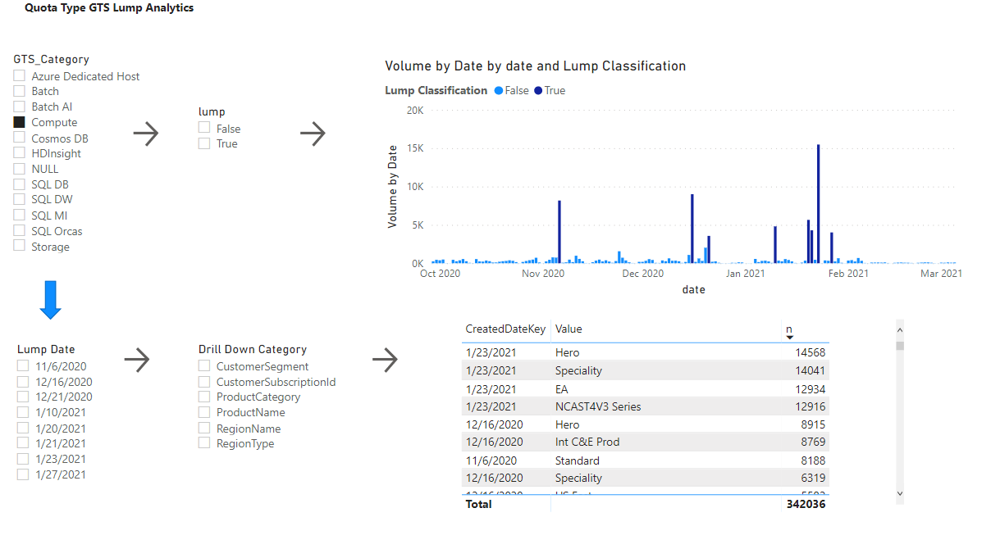 Quota Type GTS Lump Analytics
GTS_Category
Azure Dedicated Host
Batch
Batch AI
Compute
Cosmos DB
HDInsight
NULL
SQL DB
SQL DW
SQL MI
SQL Orcas
Storage
lump
False
True
Volume by Date by date and Lump Classification
Lump Classification False True
Volume by Date
20K
15K
10K
5K
0K
Oct 2020 Nov 2020 Dec 2020 Jan 2021 Feb 2021 Mar 2021
date
Lump Date
11/6/2020
12/16/2020
12/21/2020
1/10/2021
1/20/2021
1/21/2021
1/23/2021
1/27/2021
Drill Down Category
CustomerSegment
CustomerSubscriptionId
ProductCategory
ProductName
RegionName
RegionType
CreatedDateKey Value n
1/23/2021 Hero 14568
1/23/2021 Speciality 14041
1/23/2021 EA 12934
1/23/2021 NCAST4V3 Series 12916
12/16/2020 Hero 8915
12/16/2020 Int C&E Prod 8769
11/6/2020 Standard 8188
12/16/2020 Speciality 6319
Total 342036